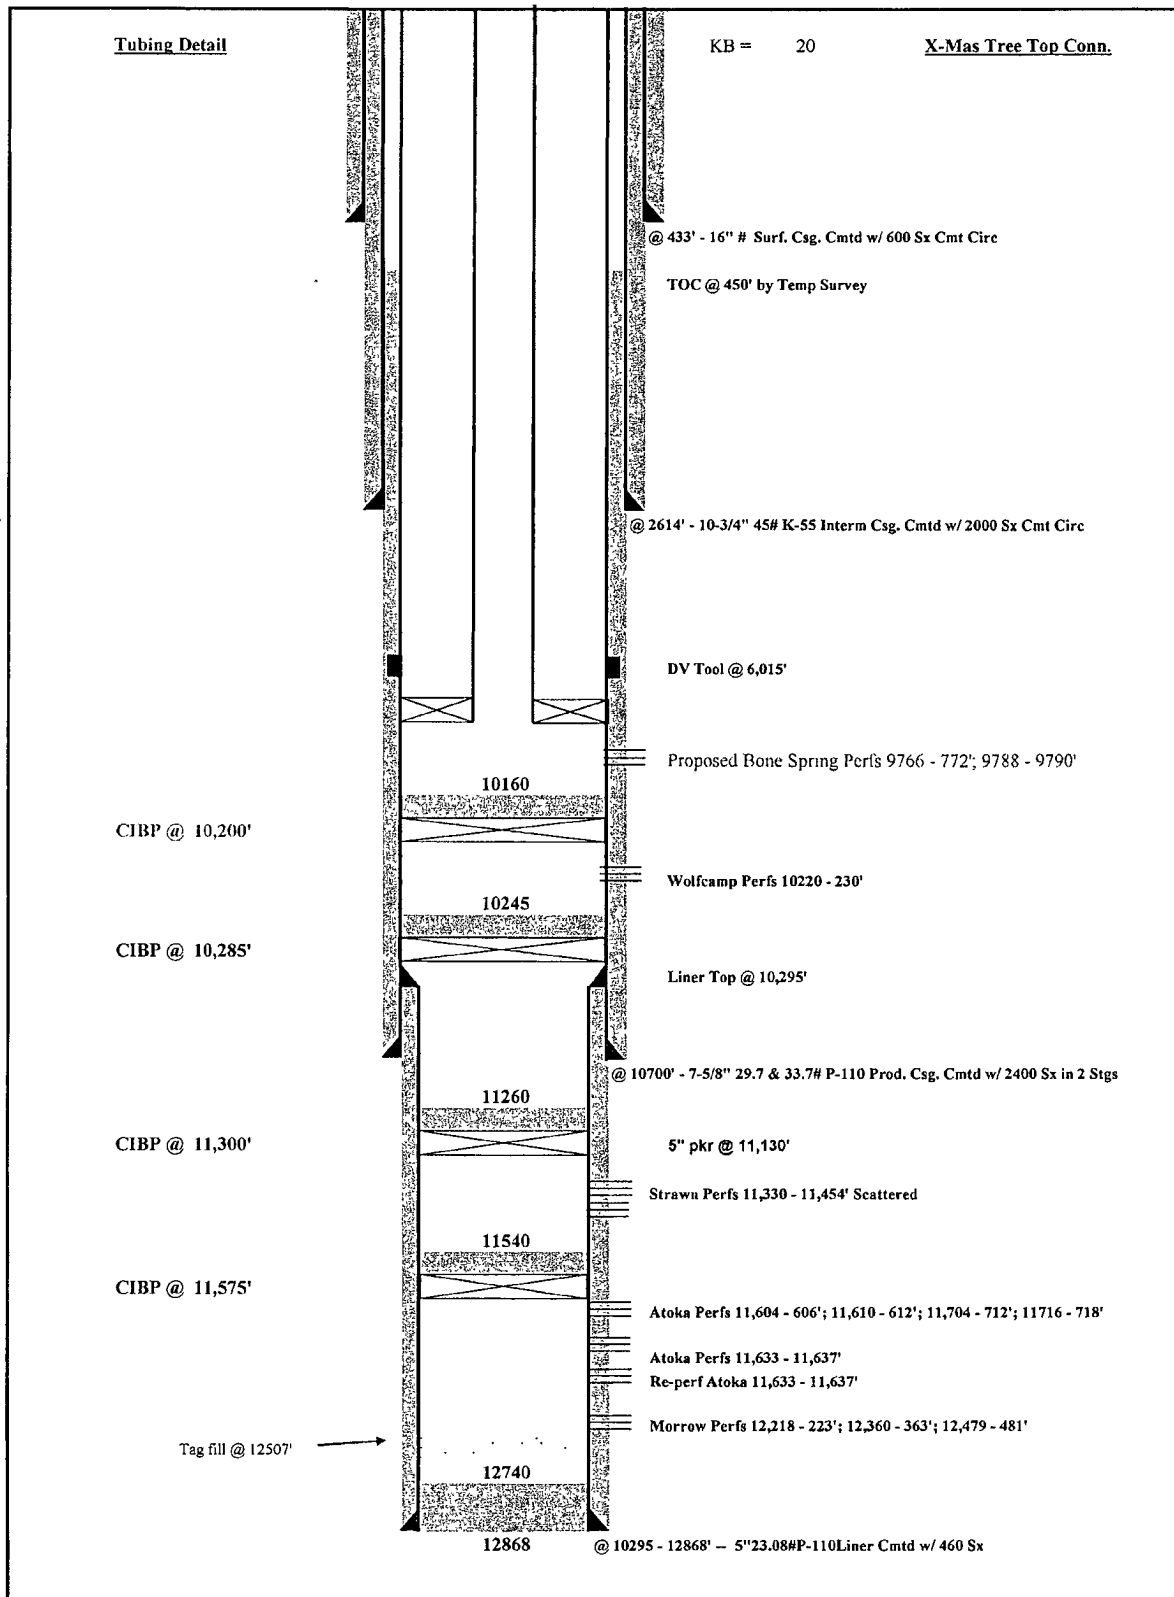 Tubing Detail
KB = 20
X-Mas Tree Top Conn.
@ 433' - 16" # Surf. Csg. Cmtd w/ 600 Sx Cmt Circ
TOC @ 450' by Temp Survey
@ 2614' - 10-3/4" 45# K-55 Interm Csg. Cmtd w/ 2000 Sx Cmt Circ
DV Tool @ 6,015'
Proposed Bone Spring Perfs 9766 - 772'; 9788 - 9790'
10160
CIBP @ 10,200'
Wolfcamp Perfs 10220 - 230'
10245
CIBP @ 10,285'
Liner Top @ 10,295'
@ 10700' - 7-5/8" 29.7 & 33.7# P-110 Prod. Csg. Cmtd w/ 2400 Sx in 2 Stgs
11260
CIBP @ 11,300'
5" pkr @ 11,130'
Strawn Perfs 11,330 - 11,454' Scattered
11540
CIBP @ 11,575'
Atoka Perfs 11,604 - 606'; 11,610 - 612'; 11,704 - 712'; 11716 - 718'
Atoka Perfs 11,633 - 11,637'
Re-perf Atoka 11,633 - 11,637'
Morrow Perfs 12,218 - 223'; 12,360 - 363'; 12,479 - 481'
Tag fill @ 12507'
12740
12868
@ 10295 - 12868' -- 5"23.08#P-110Liner Cmtd w/ 460 Sx